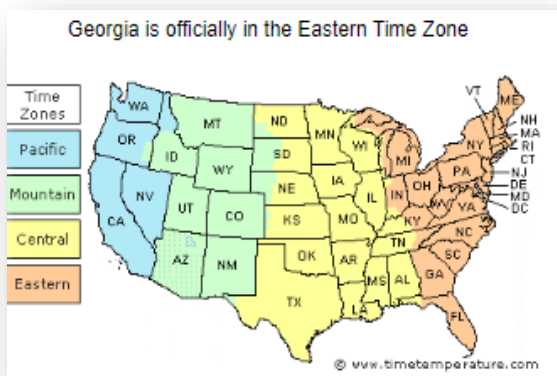 Georgia is officially in the Eastern Time Zone
Time
Zones
Pacific
Mountain
Central
Eastern
WA
OR
CA
NV
ID
MT
WY
UT
CO
AZ
NM
ND
SD
NE
KS
OK
TX
MN
IA
MO
AR
LA
WI
IL
MS
AL
TN
KY
IN
MI
OH
WV
VA
NC
SC
GA
FL
PA
NY
ME
VT
NH
MA
RI
CT
NJ
DE
MD
DC
© www.timetemperature.com